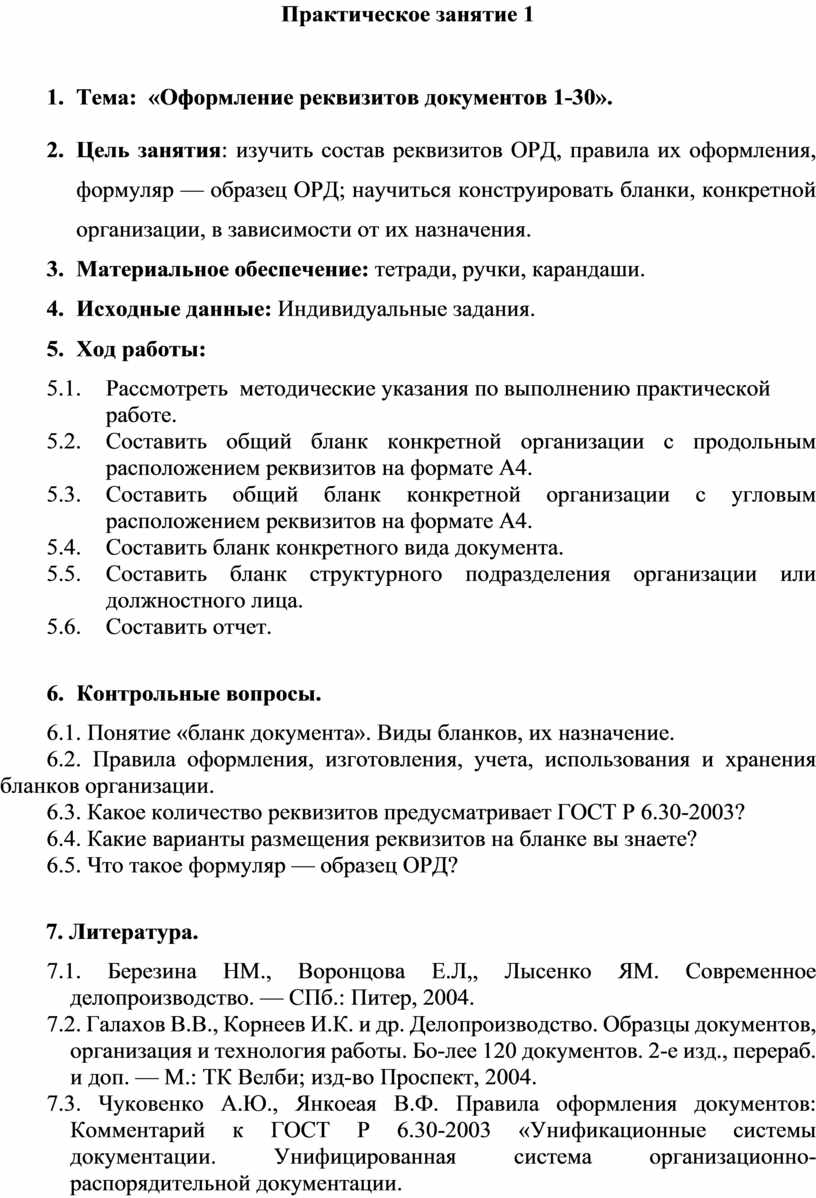 Практическое занятие 1
1. Тема: «Оформление реквизитов документов 1-30».
2. Цель занятия: изучить состав реквизитов ОРД, правила их оформления,
формуляр — образец ОРД; научиться конструировать бланки, конкретной
организации, в зависимости от их назначения.
3. Материальное обеспечение: тетради, ручки, карандаши.
4. Исходные данные: Индивидуальные задания.
5. Ход работы:
5.1. Рассмотреть методические указания по выполнению практической
работе.
5.2. Составить общий бланк конкретной организации с продольным
расположением реквизитов на формате А4.
5.3. Составить общий бланк конкретной организации с угловым
расположением реквизитов на формате А4.
5.4. Составить бланк конкретного вида документа.
5.5. Составить бланк структурного подразделения организации или
должностного лица.
5.6. Составить отчет.
6. Контрольные вопросы.
6.1. Понятие «бланк документа». Виды бланков, их назначение.
6.2. Правила оформления, изготовления, учета, использования и хранения
бланков организации.
6.3. Какое количество реквизитов предусматривает ГОСТ Р 6.30-2003?
6.4. Какие варианты размещения реквизитов на бланке вы знаете?
6.5. Что такое формуляр — образец ОРД?
7. Литература.
7.1. Березина НМ., Воронцова Е.Л,, Лысенко ЯМ. Современное
делопроизводство. — СПб.: Питер, 2004.
7.2. Галахов В.В., Корнеев И.К. и др. Делопроизводство. Образцы документов,
организация и технология работы. Бо-лее 120 документов. 2-е изд., перераб.
и доп. — М.: ТК Велби; изд-во Проспект, 2004.
7.3. Чуковенко А.Ю., Янкоеая В.Ф. Правила оформления документов:
Комментарий к ГОСТ Р 6.30-2003 «Унификационные системы
документации. Унифицированная система организационно-
распорядительной документации.